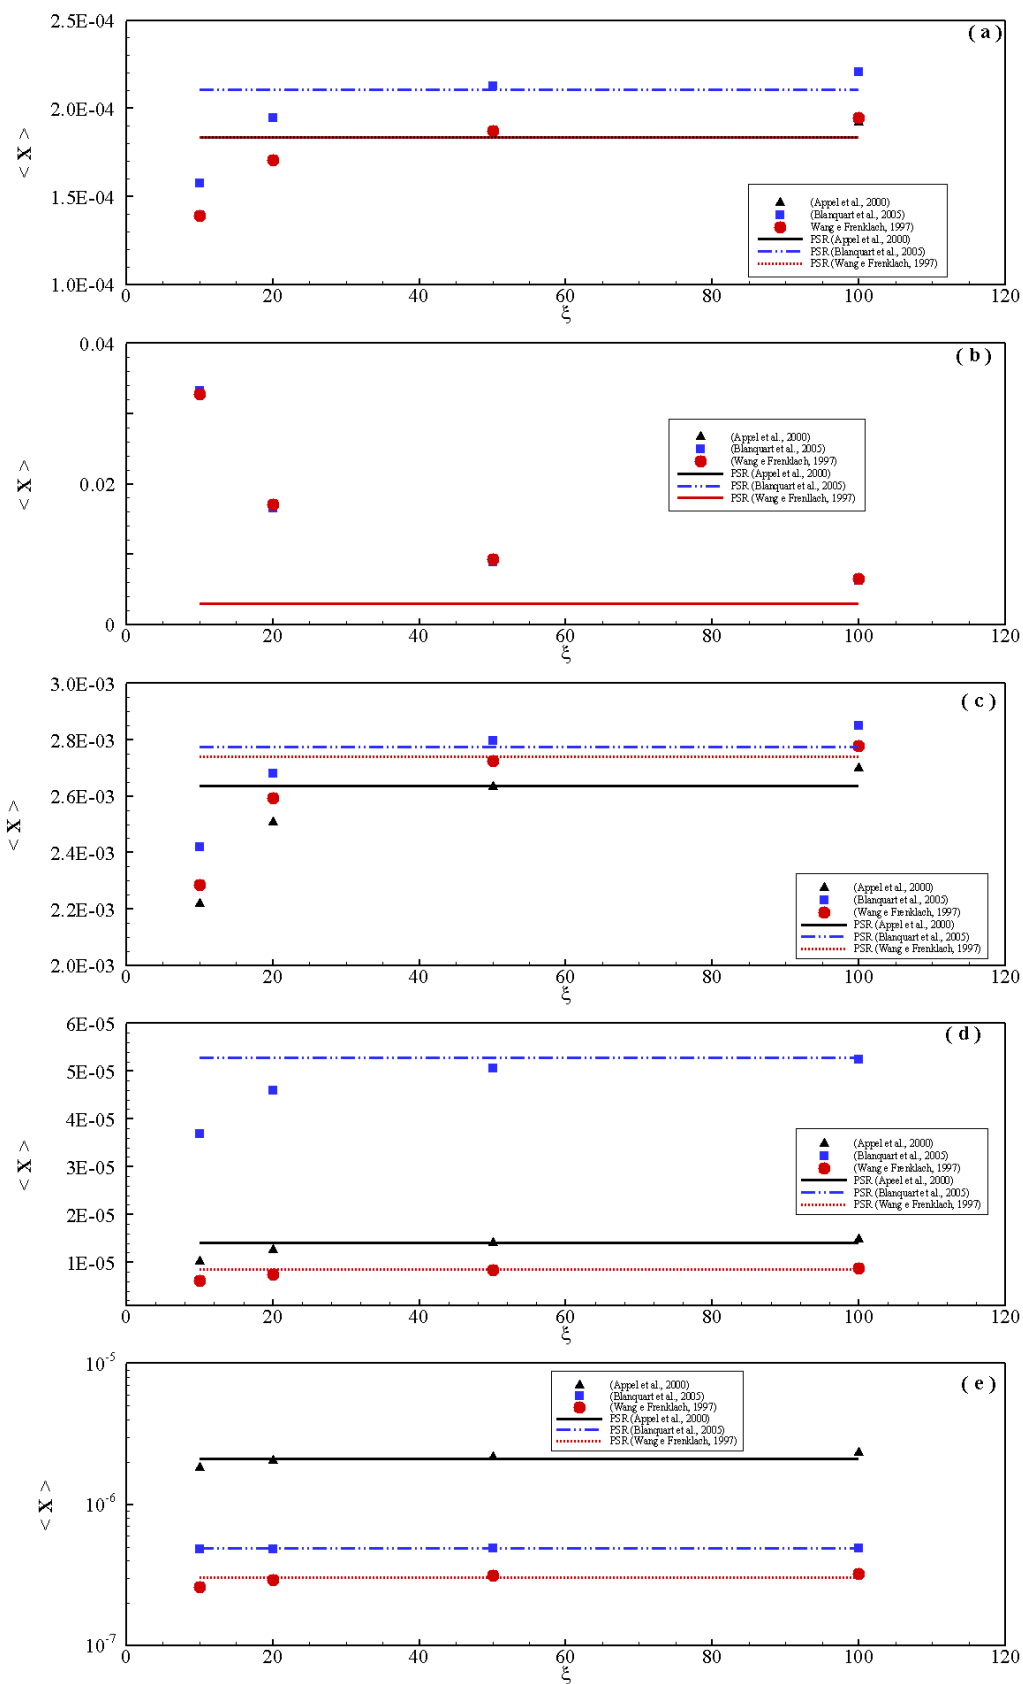 2.5E-04
( a )
2.0E-04
< X >
1.5E-04
(Appel et al., 2000)
(Blanquart et al., 2005)
Wang e Frenklach, 1997)
PSR (Appel et al., 2000)
PSR (Blanquart et al., 2005)
PSR (Wang e Frenklach, 1997)
1.0E-04
0 20 40 60 80 100 120
ξ
0.04
( b )
< X >
0.02
(Appel et al., 2000)
(Blanquart et al., 2005)
(Wang e Frenklach, 1997)
PSR (Appel et al., 2000)
PSR (Blanquart et al., 2005)
PSR (Wang e Frenllach, 1997)
0
0 20 40 60 80 100 120
ξ
3.0E-03
( c )
2.8E-03
2.6E-03
< X >
2.4E-03
2.2E-03
(Appel et al., 2000)
(Blanquart et al., 2005)
(Wang e Frenklach, 1997)
PSR (Appel et al., 2000)
PSR (Blanquart et al., 2005)
PSR (Wang e Frenklach, 1997)
2.0E-03
0 20 40 60 80 100 120
ξ
6E-05
( d )
5E-05
4E-05
< X >
3E-05
2E-05
1E-05
(Appel et al., 2000)
(Blanquart et al., 2005)
(Wang e Frenklach, 1997)
PSR (Apeel et al., 2000)
PSR (Blanquart et al., 2005)
PSR (Wang e Frenklach, 1997)
0 20 40 60 80 100 120
ξ
10⁻⁵
( e )
(Appel et al., 2000)
(Blanquart et al., 2005)
(Wang e Frenklach, 1997)
PSR (Appel et al., 2000)
PSR (Blanquart et al., 2005)
PSR (Wang e Frenklach, 1997)
< X >
10⁻⁶
10⁻⁷
0 20 40 60 80 100 120
ξ